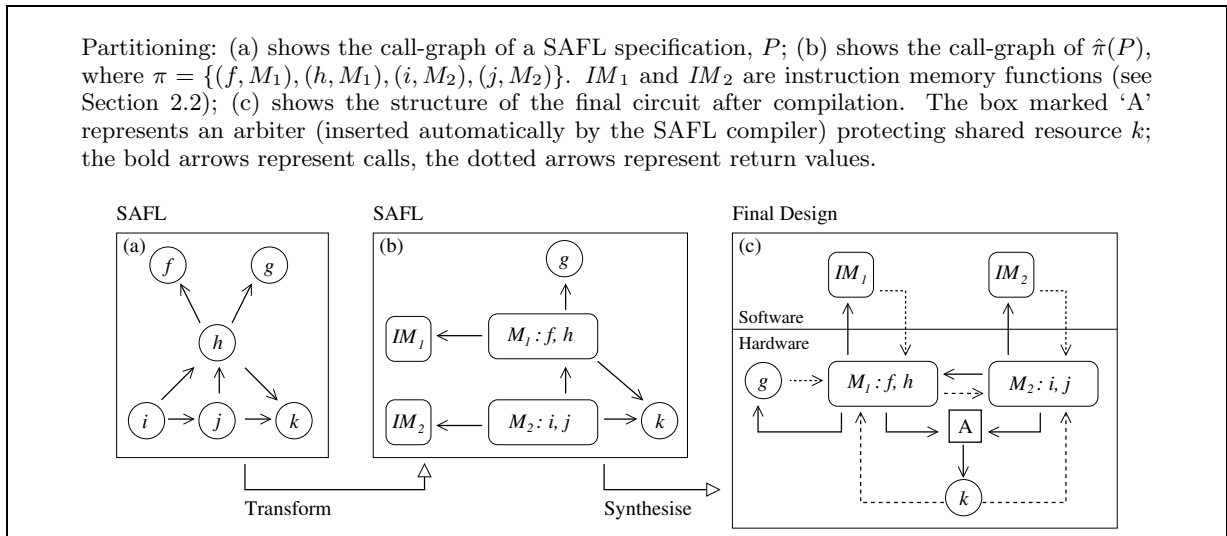 Partitioning: (a) shows the call-graph of a SAFL specification, P; (b) shows the call-graph of π̂(P),
where π = {(f, M₁), (h, M₁), (i, M₂), (j, M₂)}. IM₁ and IM₂ are instruction memory functions (see
Section 2.2); (c) shows the structure of the final circuit after compilation. The box marked ‘A’
represents an arbiter (inserted automatically by the SAFL compiler) protecting shared resource k;
the bold arrows represent calls, the dotted arrows represent return values.
SAFL
(a)
f
g
h
i
j
k
Transform
SAFL
(b)
g
IM₁
M₁ : f, h
IM₂
M₂ : i, j
k
Synthesise
Final Design
(c)
IM₁
IM₂
Software
Hardware
g
M₁ : f, h
M₂ : i, j
A
k